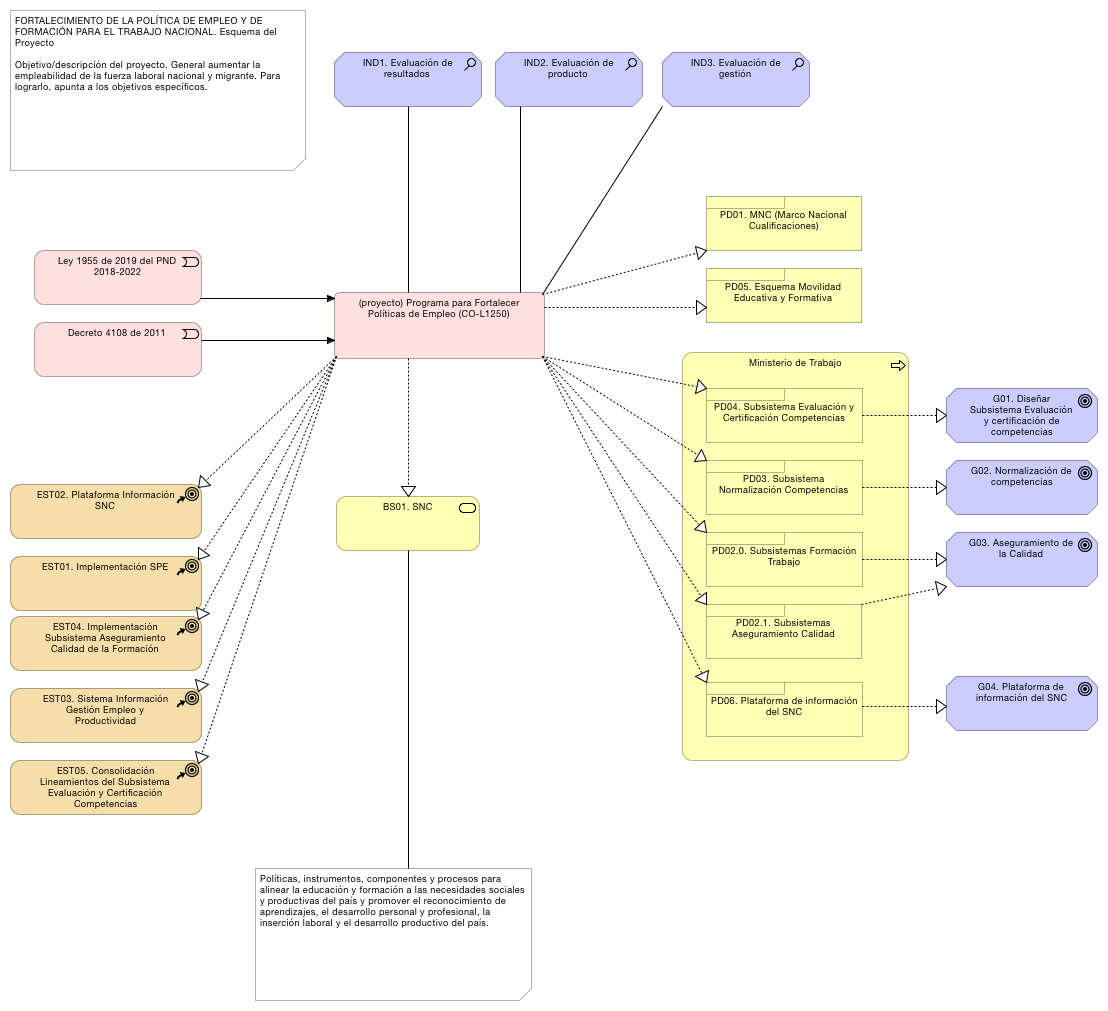 FORTALECIMIENTO DE LA POLÍTICA DE EMPLEO Y DE
FORMACIÓN PARA EL TRABAJO NACIONAL. Esquema del
Proyecto
Objetivo/descripción del proyecto. General aumentar la
empleabilidad de la fuerza laboral nacional y migrante. Para
lograrlo, apunta a los objetivos específicos.
IND1. Evaluación de
resultados
IND2. Evaluación de
producto
IND3. Evaluación de
gestión
PD01. MNC (Marco Nacional
Cualificaciones)
PD05. Esquema Movilidad
Educativa y Formativa
Ley 1955 de 2019 del PND
2018-2022
Decreto 4108 de 2011
(proyecto) Programa para Fortalecer
Políticas de Empleo (CO-L1250)
Ministerio de Trabajo
PD04. Subsistema Evaluación y
Certificación Competencias
PD03. Subsistema
Normalización Competencias
PD02.0. Subsistemas Formación
Trabajo
PD02.1. Subsistemas
Aseguramiento Calidad
PD06. Plataforma de información
del SNC
G01. Diseñar
Subsistema Evaluación
y certificación de
competencias
G02. Normalización de
competencias
G03. Aseguramiento de
la Calidad
G04. Plataforma de
información del SNC
EST02. Plataforma Información
SNC
EST01. Implementación SPE
EST04. Implementación
Subsistema Aseguramiento
Calidad de la Formación
EST03. Sistema Información
Gestión Empleo y
Productividad
EST05. Consolidación
Lineamientos del Subsistema
Evaluación y Certificación
Competencias
BS01. SNC
Políticas, instrumentos, componentes y procesos para
alinear la educación y formación a las necesidades sociales
y productivas del país y promover el reconocimiento de
aprendizajes, el desarrollo personal y profesional, la
inserción laboral y el desarrollo productivo del país.